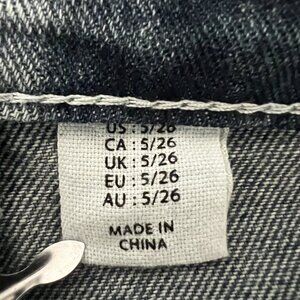 US : 5/26
CA : 5/26
UK : 5/26
EU : 5/26
AU : 5/26
MADE IN
CHINA